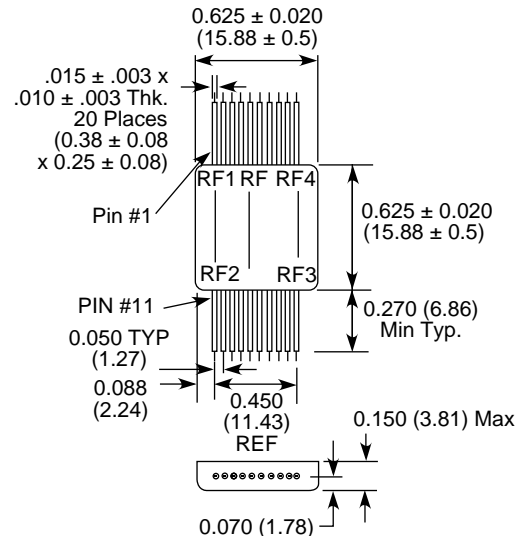 0.625 ± 0.020
(15.88 ± 0.5)
.015 ± .003 x
.010 ± .003 Thk.
20 Places
(0.38 ± 0.08
x 0.25 ± 0.08)
RF1 RF RF4
Pin #1
0.625 ± 0.020
(15.88 ± 0.5)
RF2 RF3
PIN #11
0.270 (6.86)
Min Typ.
0.050 TYP
(1.27)
0.088
(2.24)
0.450
(11.43)
REF
0.150 (3.81) Max
0.070 (1.78)